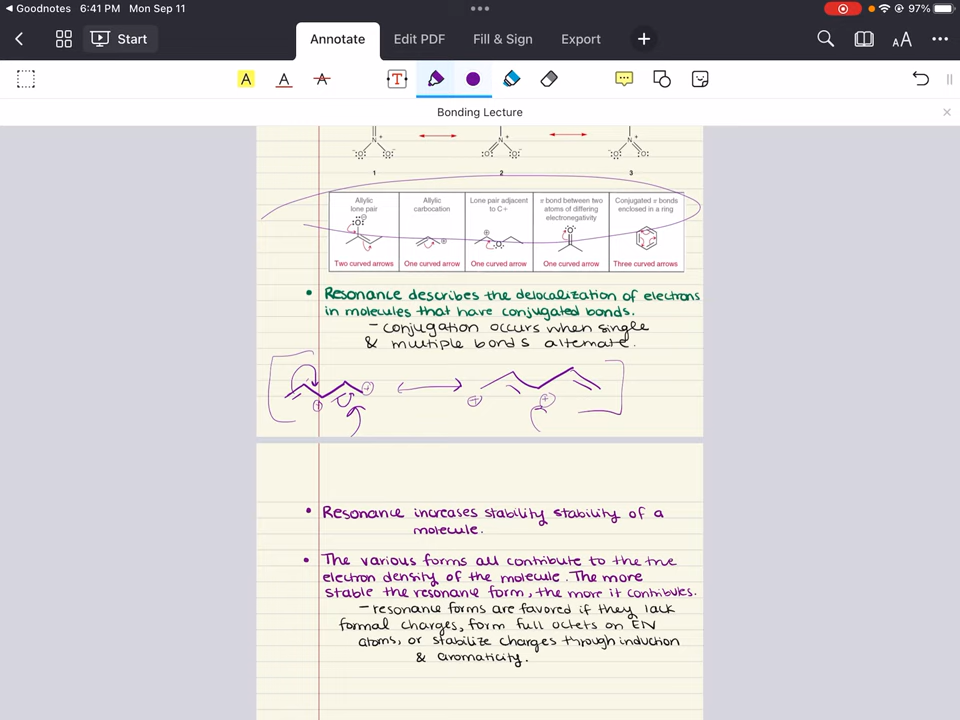 Goodnotes 6:41 PM Mon Sep 11 97%
Start Annotate Edit PDF Fill & Sign Export
A A A T
Bonding Lecture
1 2 3
Allylic lone pair
Allylic carbocation
Lone pair adjacent to C+
π bond between two atoms of differing electronegativity
Conjugated π bonds enclosed in a ring
Two curved arrows One curved arrow One curved arrow One curved arrow Three curved arrows
• Resonance describes the delocalization of electrons
in molecules that have conjugated bonds.
- conjugation occurs when single
& multiple bonds alternate.
• Resonance increases stability stability of a
molecule.
• The various forms all contribute to the true
electron density of the molecule. The more
stable the resonance form, the more it contributes.
- resonance forms are favored if they lack
formal charges, form full octets on EN
atoms, or stabilize charges through induction
& aromaticity.